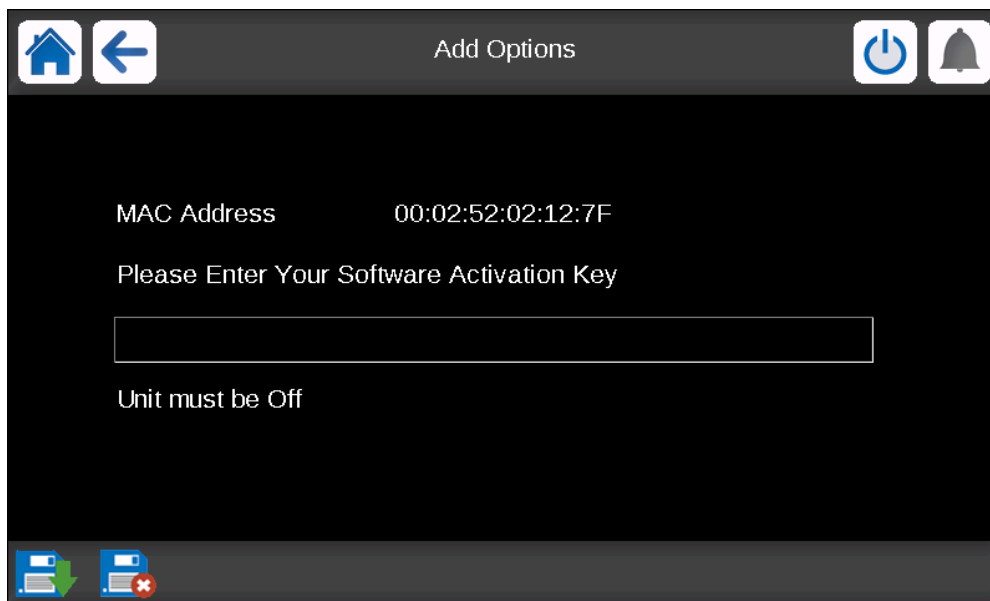 Add Options
MAC Address 00:02:52:02:12:7F
Please Enter Your Software Activation Key
Unit must be Off